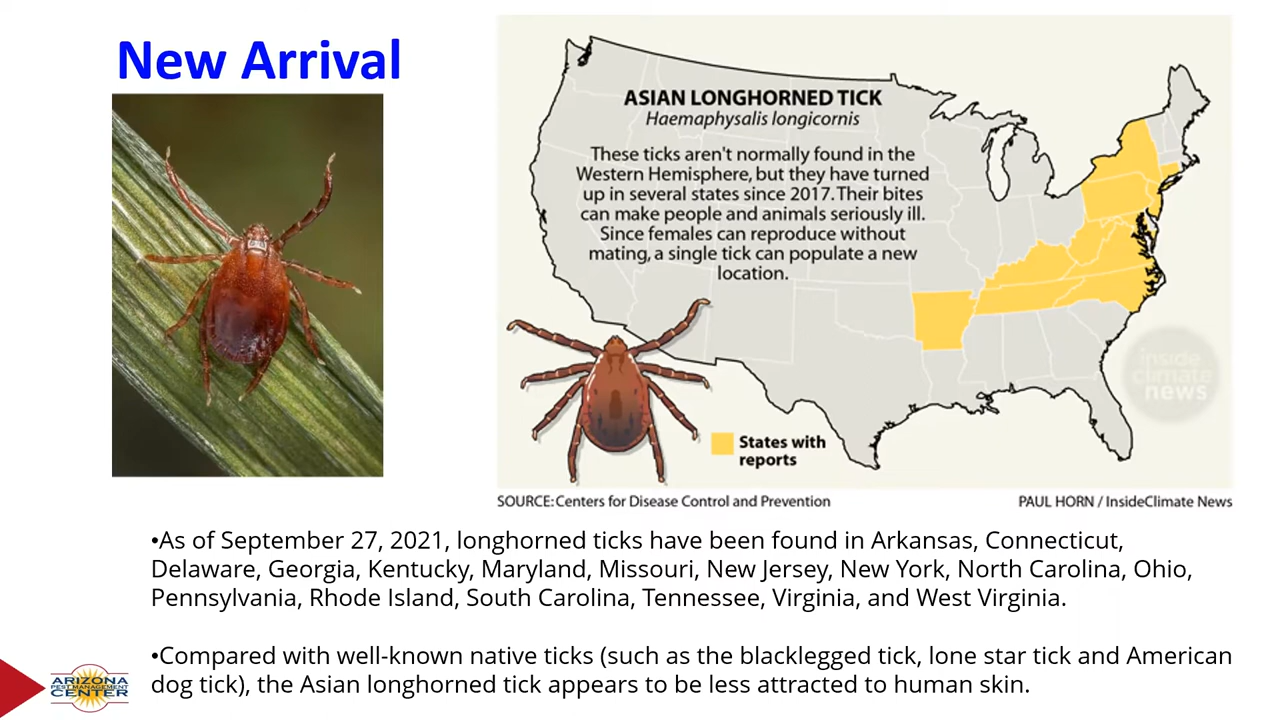 New Arrival
ASIAN LONGHORNED TICK
Haemaphysalis longicornis
These ticks aren't normally found in the
Western Hemisphere, but they have turned
up in several states since 2017. Their bites
can make people and animals seriously ill.
Since females can reproduce without
mating, a single tick can populate a new
location.
inside
climate
news
States with
reports
SOURCE: Centers for Disease Control and Prevention
PAUL HORN / InsideClimate News
•As of September 27, 2021, longhorned ticks have been found in Arkansas, Connecticut,
Delaware, Georgia, Kentucky, Maryland, Missouri, New Jersey, New York, North Carolina, Ohio,
Pennsylvania, Rhode Island, South Carolina, Tennessee, Virginia, and West Virginia.
•Compared with well-known native ticks (such as the blacklegged tick, lone star tick and American
dog tick), the Asian longhorned tick appears to be less attracted to human skin.
ARIZONA
PEST MANAGEMENT
CENTER